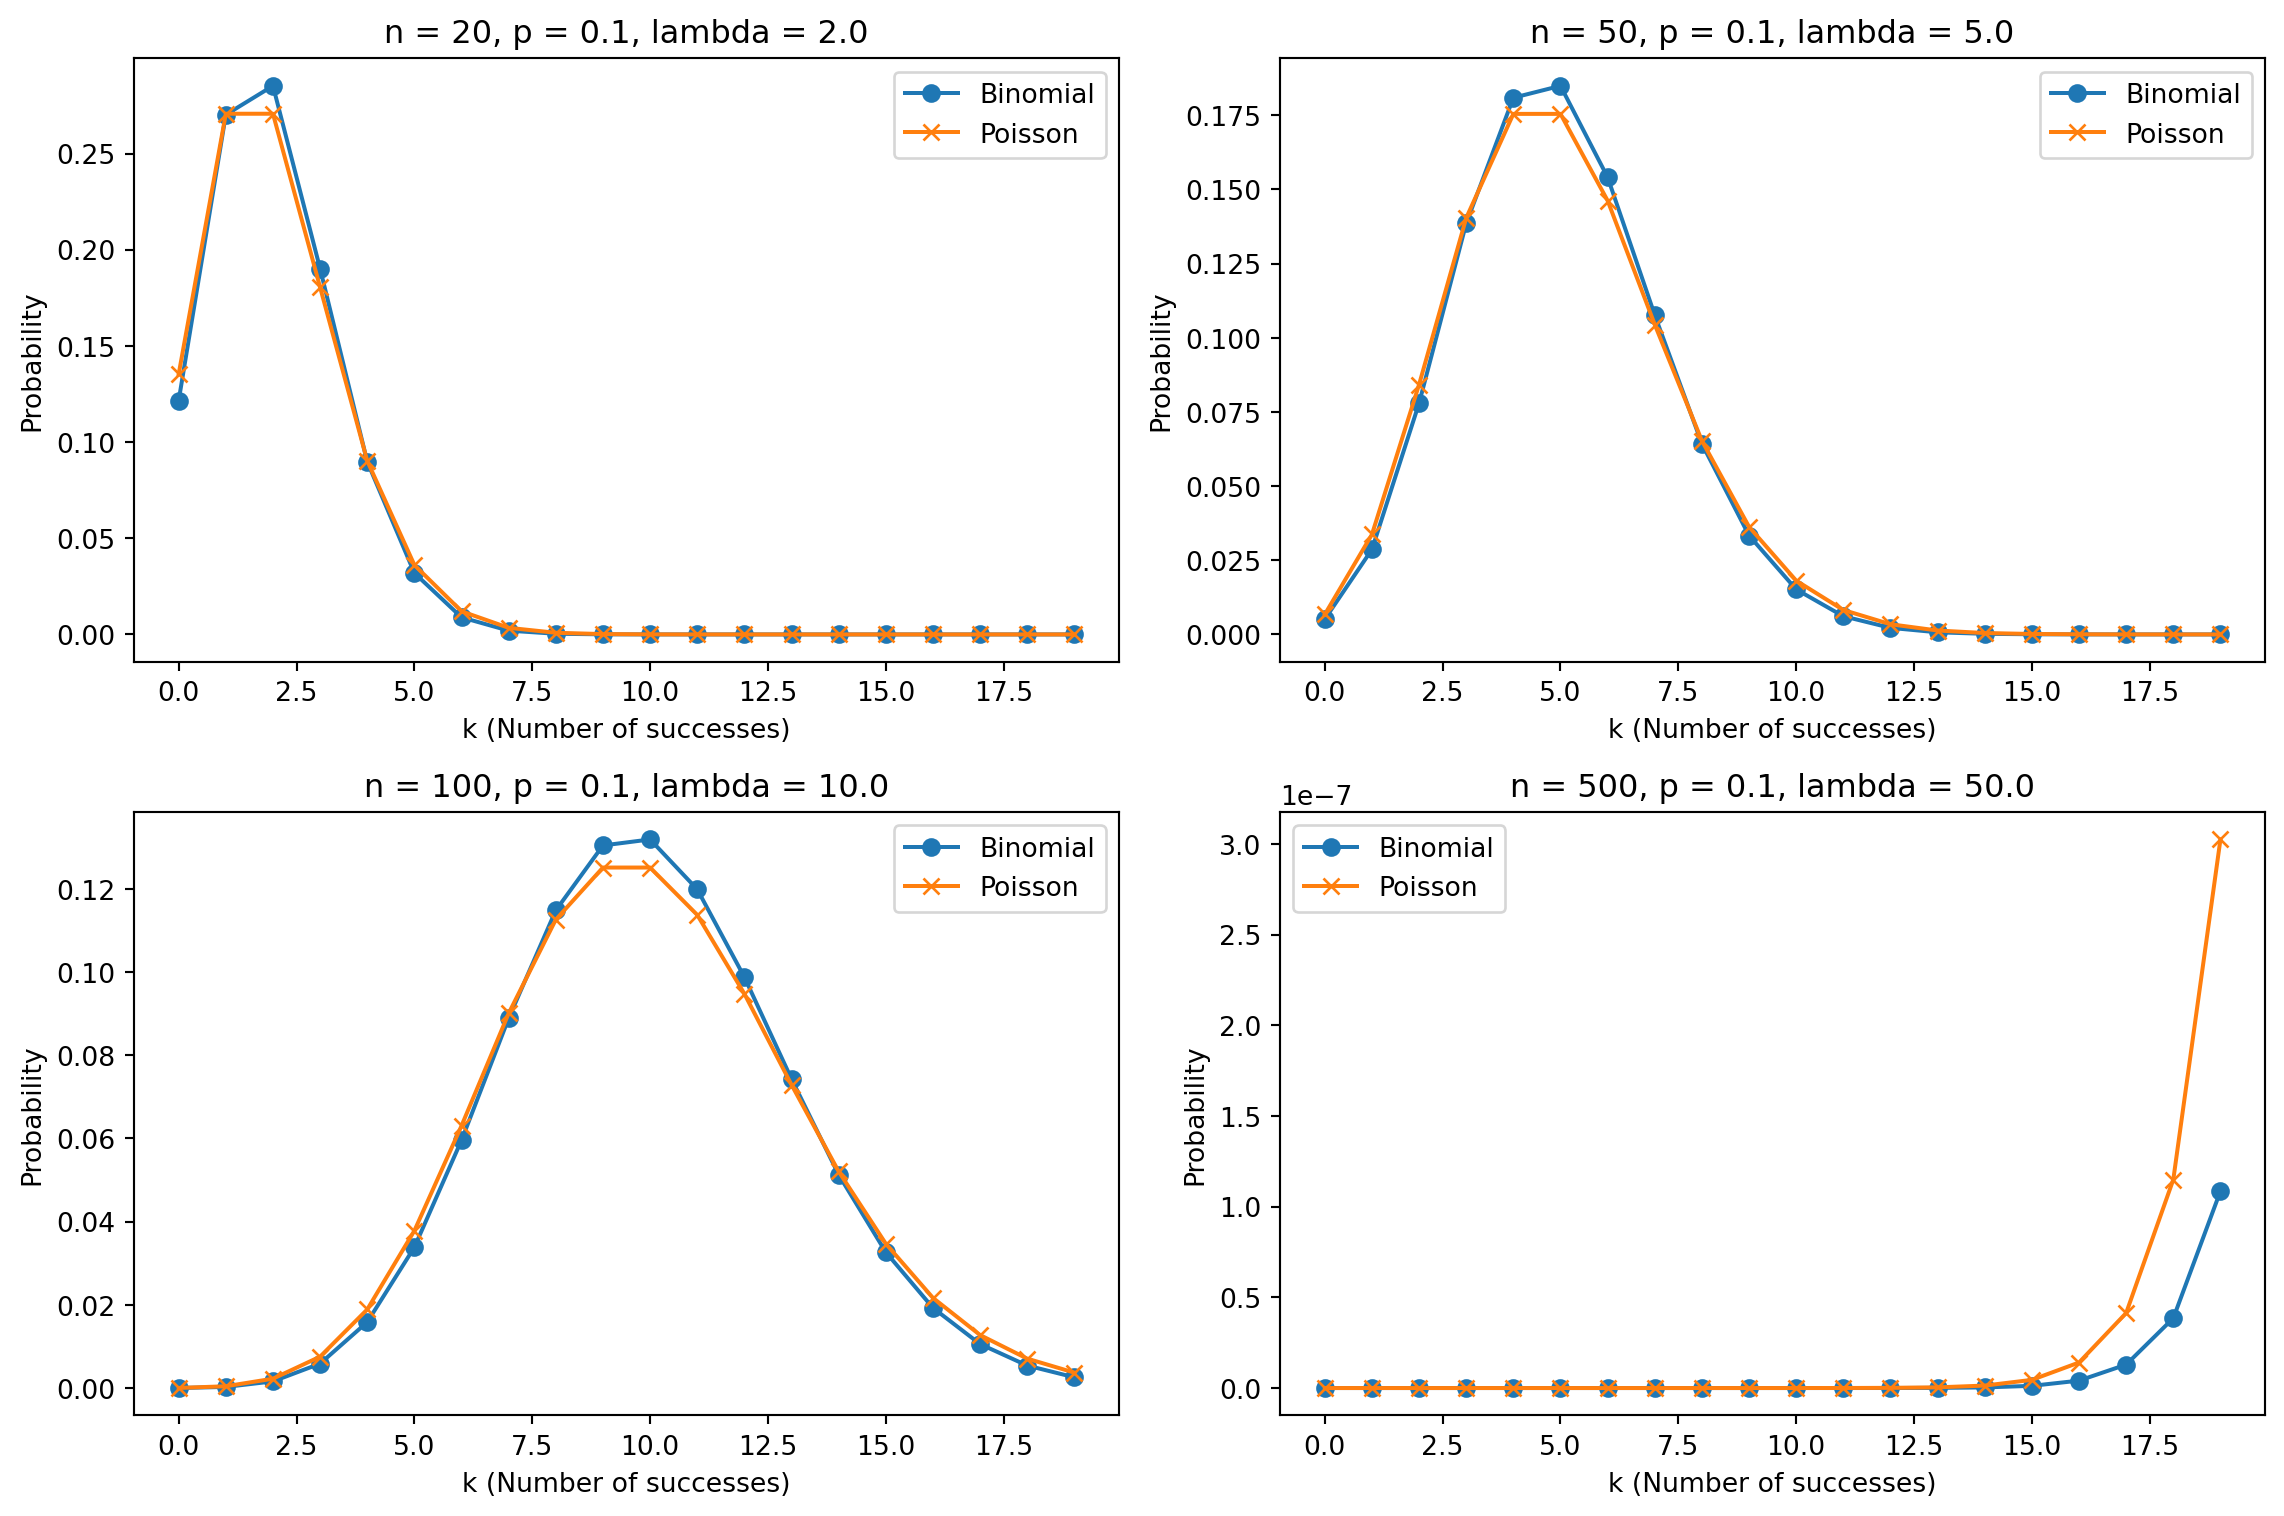 n = 20, p = 0.1, lambda = 2.0
Binomial
Poisson
Probability
0.25
0.20
0.15
0.10
0.05
0.00
0.0 2.5 5.0 7.5 10.0 12.5 15.0 17.5
k (Number of successes)
n = 50, p = 0.1, lambda = 5.0
Binomial
Poisson
Probability
0.175
0.150
0.125
0.100
0.075
0.050
0.025
0.000
0.0 2.5 5.0 7.5 10.0 12.5 15.0 17.5
k (Number of successes)
n = 100, p = 0.1, lambda = 10.0
Binomial
Poisson
Probability
0.12
0.10
0.08
0.06
0.04
0.02
0.00
0.0 2.5 5.0 7.5 10.0 12.5 15.0 17.5
k (Number of successes)
n = 500, p = 0.1, lambda = 50.0
1e−7
Binomial
Poisson
Probability
3.0
2.5
2.0
1.5
1.0
0.5
0.0
0.0 2.5 5.0 7.5 10.0 12.5 15.0 17.5
k (Number of successes)